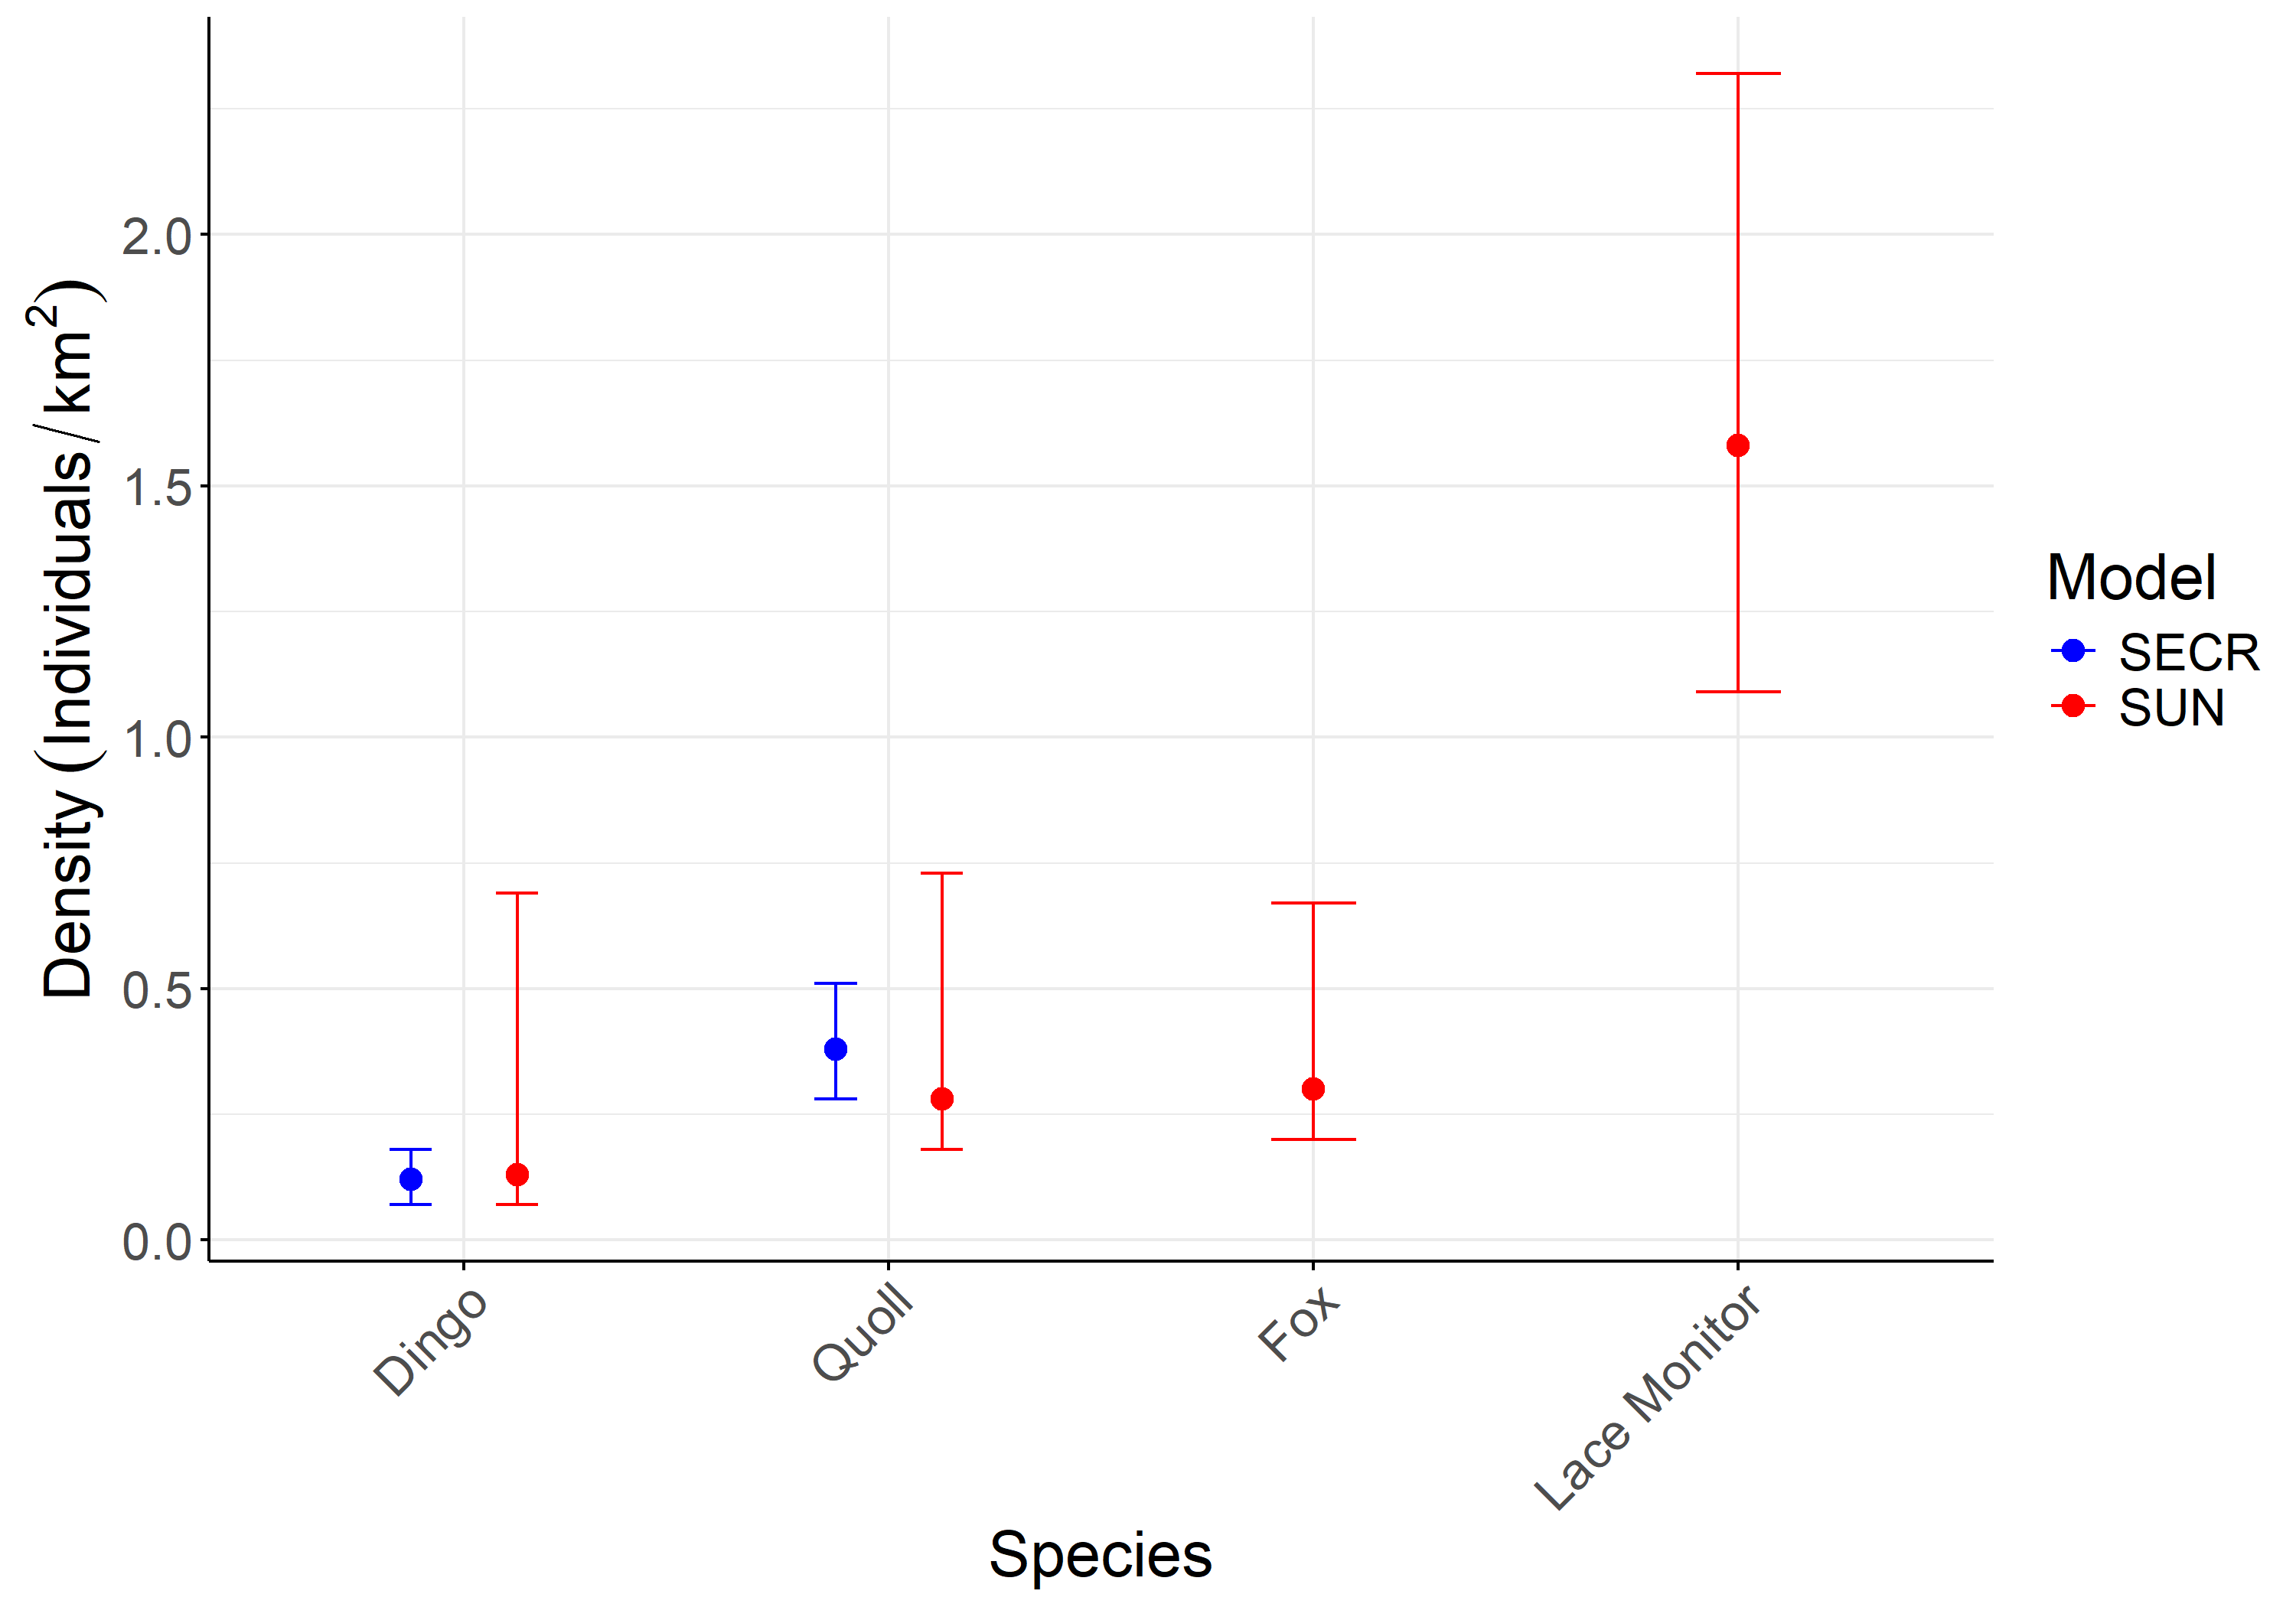 Density (Individuals/km²)
2.0
1.5
1.0
0.5
0.0
Dingo
Quoll
Fox
Lace Monitor
Species
Model
SECR
SUN